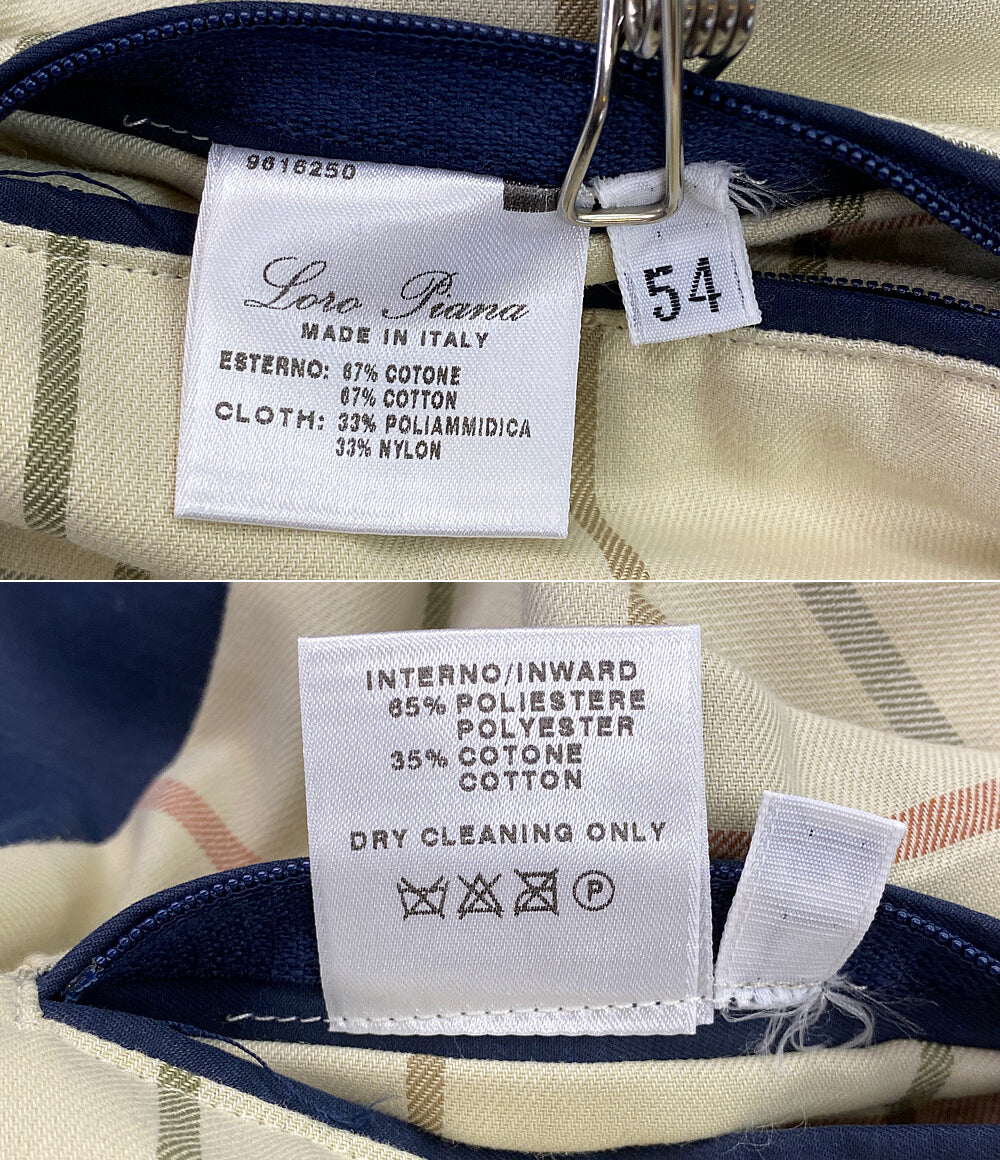 9616250
Loro Piana
MADE IN ITALY
ESTERNO: 67% COTONE
67% COTTON
CLOTH: 33% POLIAMMIDICA
33% NYLON
54
INTERNO/INWARD
65% POLIESTERE
POLYESTER
35% COTONE
COTTON
DRY CLEANING ONLY
P